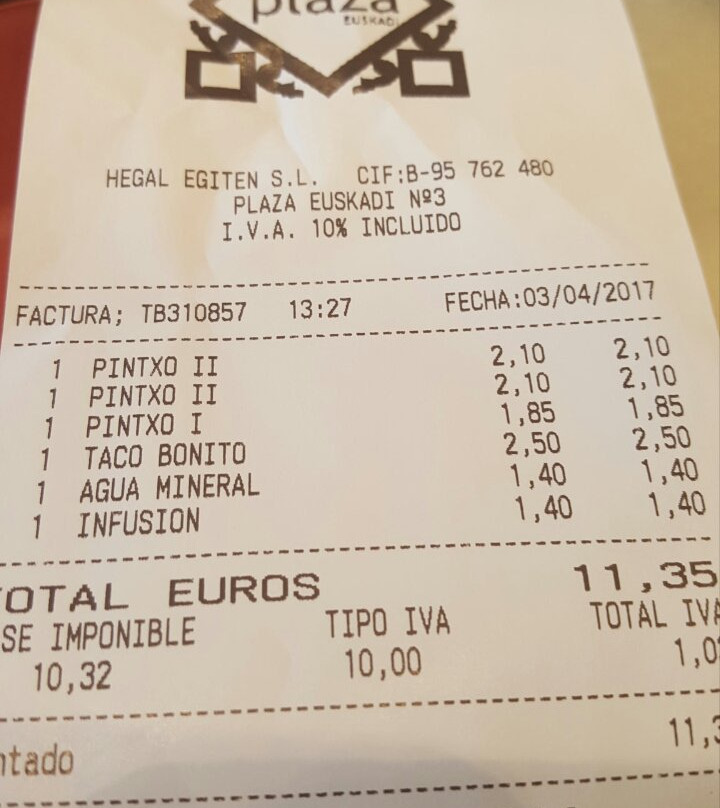 plaza
EUSKADI
HEGAL EGITEN S.L. CIF:B-95 762 480
PLAZA EUSKADI Nº3
I.V.A. 10% INCLUIDO
FACTURA; TB310857 13:27 FECHA:03/04/2017
1 PINTXO II 2,10 2,10
1 PINTXO II 2,10 2,10
1 PINTXO I 1,85 1,85
1 TACO BONITO 2,50 2,50
1 AGUA MINERAL 1,40 1,40
1 INFUSION 1,40 1,40
OTAL EUROS 11,35
SE IMPONIBLE TIPO IVA TOTAL IVA
10,32 10,00 1,0
11,3
ntado